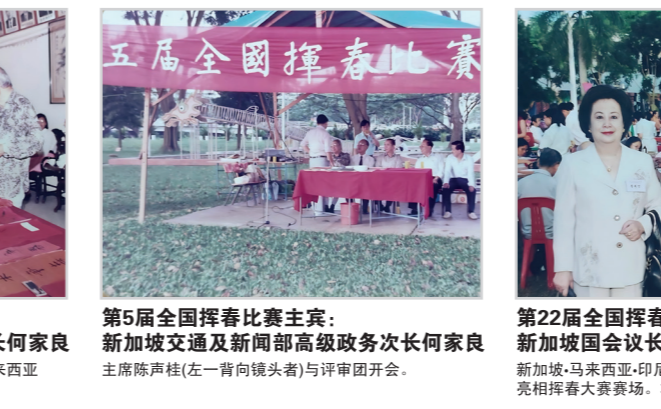 五届全國揮春比賽
长何家良
来西亚
第5届全国挥春比赛主宾：
新加坡交通及新闻部高级政务次长何家良
主席陈声桂(左一背向镜头者)与评审团开会。
第22届全国挥春
新加坡国会议长
新加坡•马来西亚•印尼
亮相挥春大赛赛场。